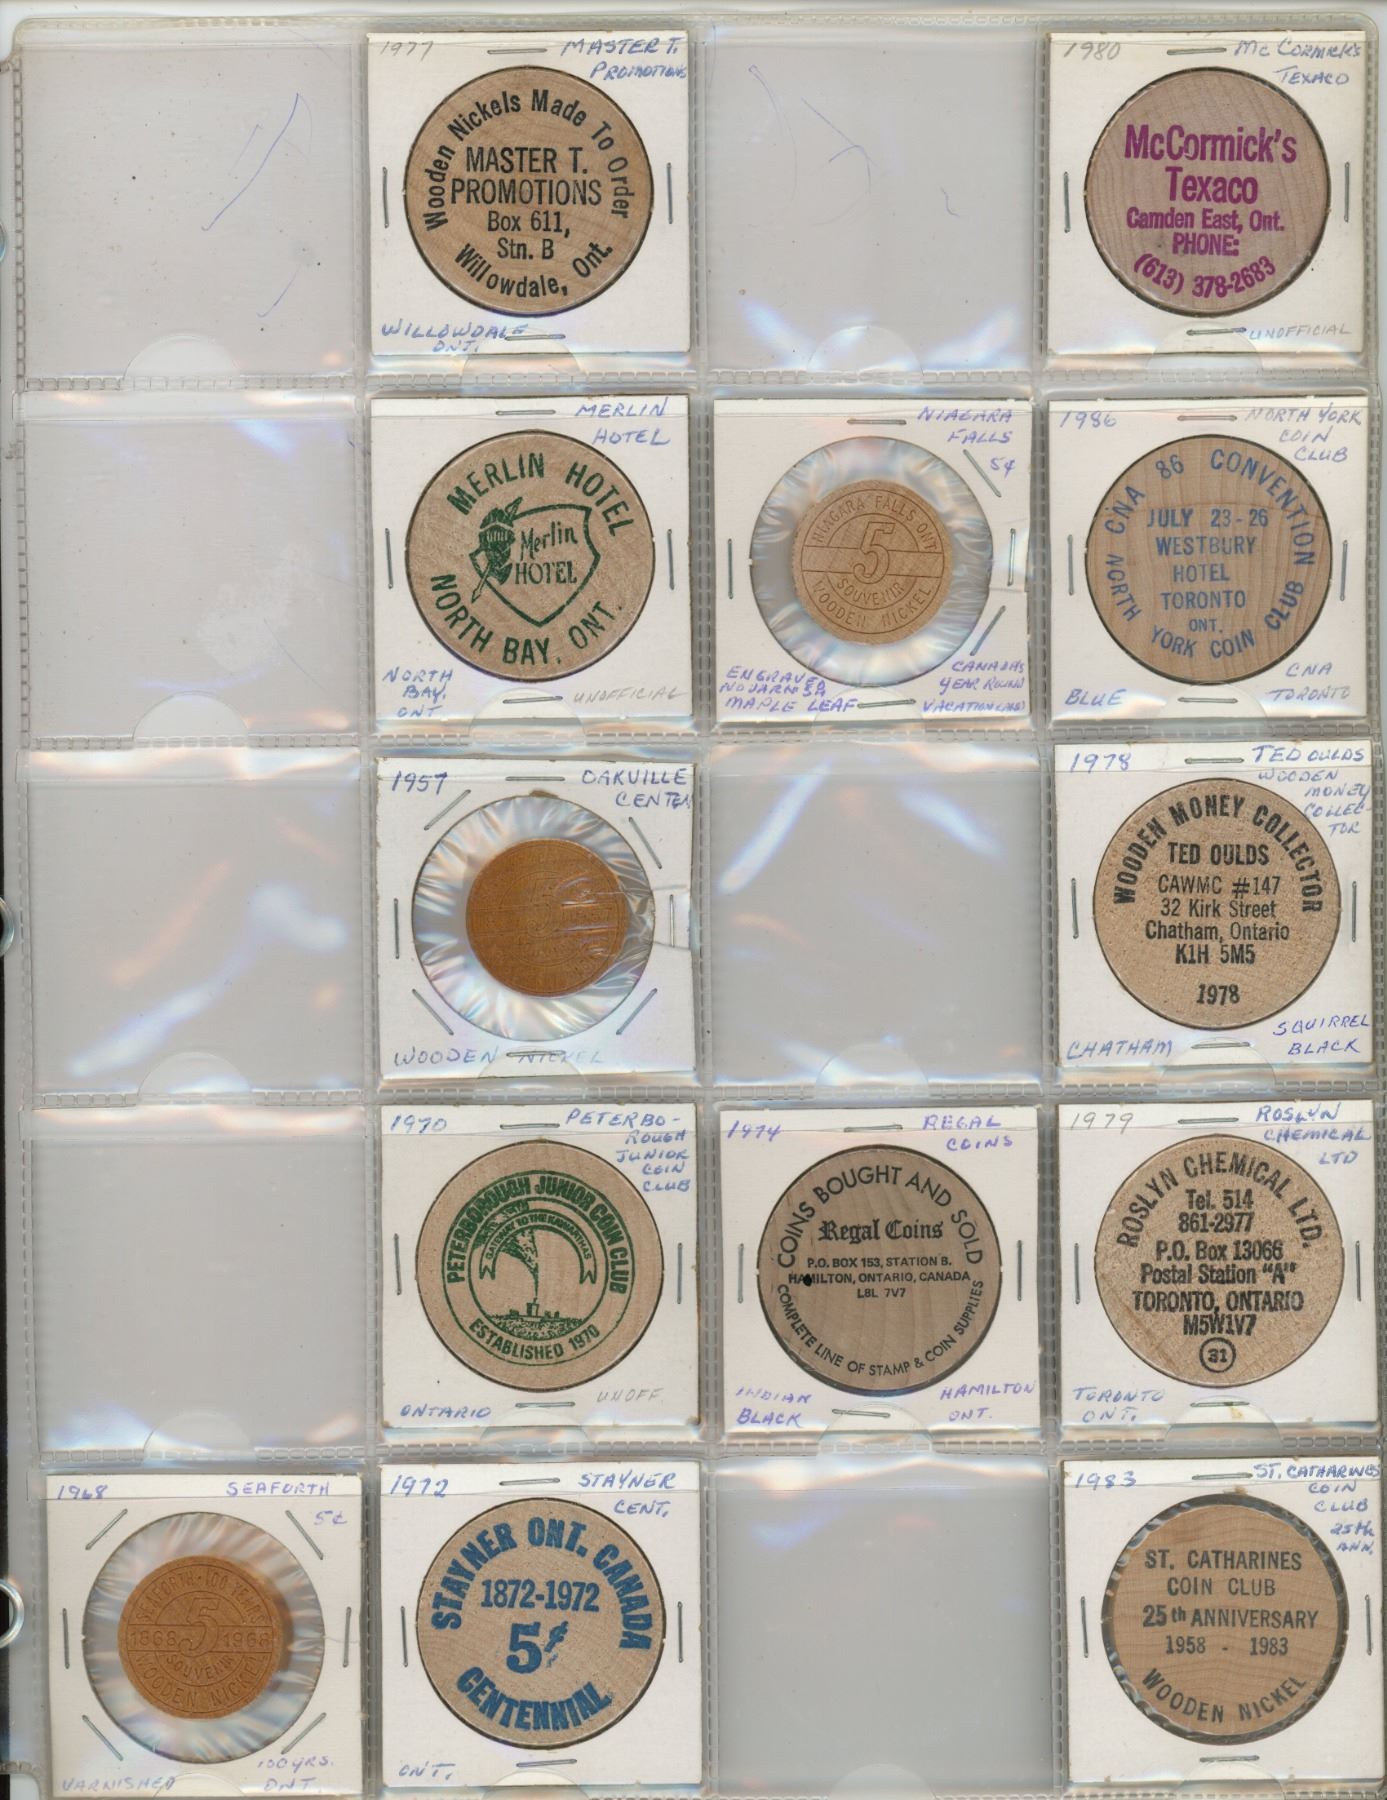 1977 MASTER T.
PROMOTIONS
Wooden Nickels Made To Order
MASTER T.
PROMOTIONS
Box 611,
Stn. B
Willowdale, Ont.
WILLOWDALE
ONT.
1980 McCORMICK'S
TEXACO
McCormick's
Texaco
Camden East, Ont.
PHONE:
(613) 378-2683
UNOFFICIAL
MERLIN
HOTEL
MERLIN HOTEL
Merlin
HOTEL
NORTH BAY, ONT.
NORTH
BAY,
ONT
UNOFFICIAL
NIAGARA
FALLS
5¢
NIAGARA FALLS ONT
5
SOUVENIR
WOODEN NICKEL
ENGRAVED
MAPLE LEAF
CANADA'S
YEAR ROUND
VACATIONLAND
1986 NORTH YORK
COIN
CLUB
CNA 86 CONVENTION
JULY 23-26
WESTBURY
HOTEL
TORONTO
ONT.
NORTH YORK COIN CLUB
BLUE
CNA
TORONTO
1957 OAKVILLE
CENTEN
WOODEN NICKEL
1978 TED OULDS
WOODEN
MONEY
COLLEC-
TOR
WOODEN MONEY COLLECTOR
TED OULDS
CAWMC #147
32 Kirk Street
Chatham, Ontario
K1H 5M5
1978
CHATHAM
SQUIRREL
BLACK
1970 PETERBO-
ROUGH
JUNIOR
COIN
CLUB
PETERBOROUGH JUNIOR COIN CLUB
GATEWAY TO THE KAWARTHAS
ESTABLISHED 1970
ONTARIO
UNOFF.
1974 REGAL
COINS
COINS BOUGHT AND SOLD
Regal Coins
P.O. BOX 153, STATION B.
HAMILTON, ONTARIO, CANADA
L8L 7V7
COMPLETE LINE OF STAMP & COIN SUPPLIES
INDIAN
BLACK
HAMILTON
ONT.
1979 ROSLYN
CHEMICAL
LTD
ROSLYN CHEMICAL LTD.
Tel. 514
861-2977
P.O. Box 13066
Postal Station "A"
TORONTO, ONTARIO
M5W1V7
31
TORONTO
ONT.
1968 SEAFORTH
5¢
SEAFORTH·100 YEARS
5
1868 1968
SOUVENIR
WOODEN NICKEL
VARNISHED
100 YRS.
ONT.
1972 STAYNER
CENT.
STAYNER ONT. CANADA
1872-1972
5¢
CENTENNIAL
ONT.
1983 ST. CATHARINES
COIN
CLUB
25th
ANN.
ST. CATHARINES
COIN CLUB
25th ANNIVERSARY
1958 - 1983
WOODEN NICKEL